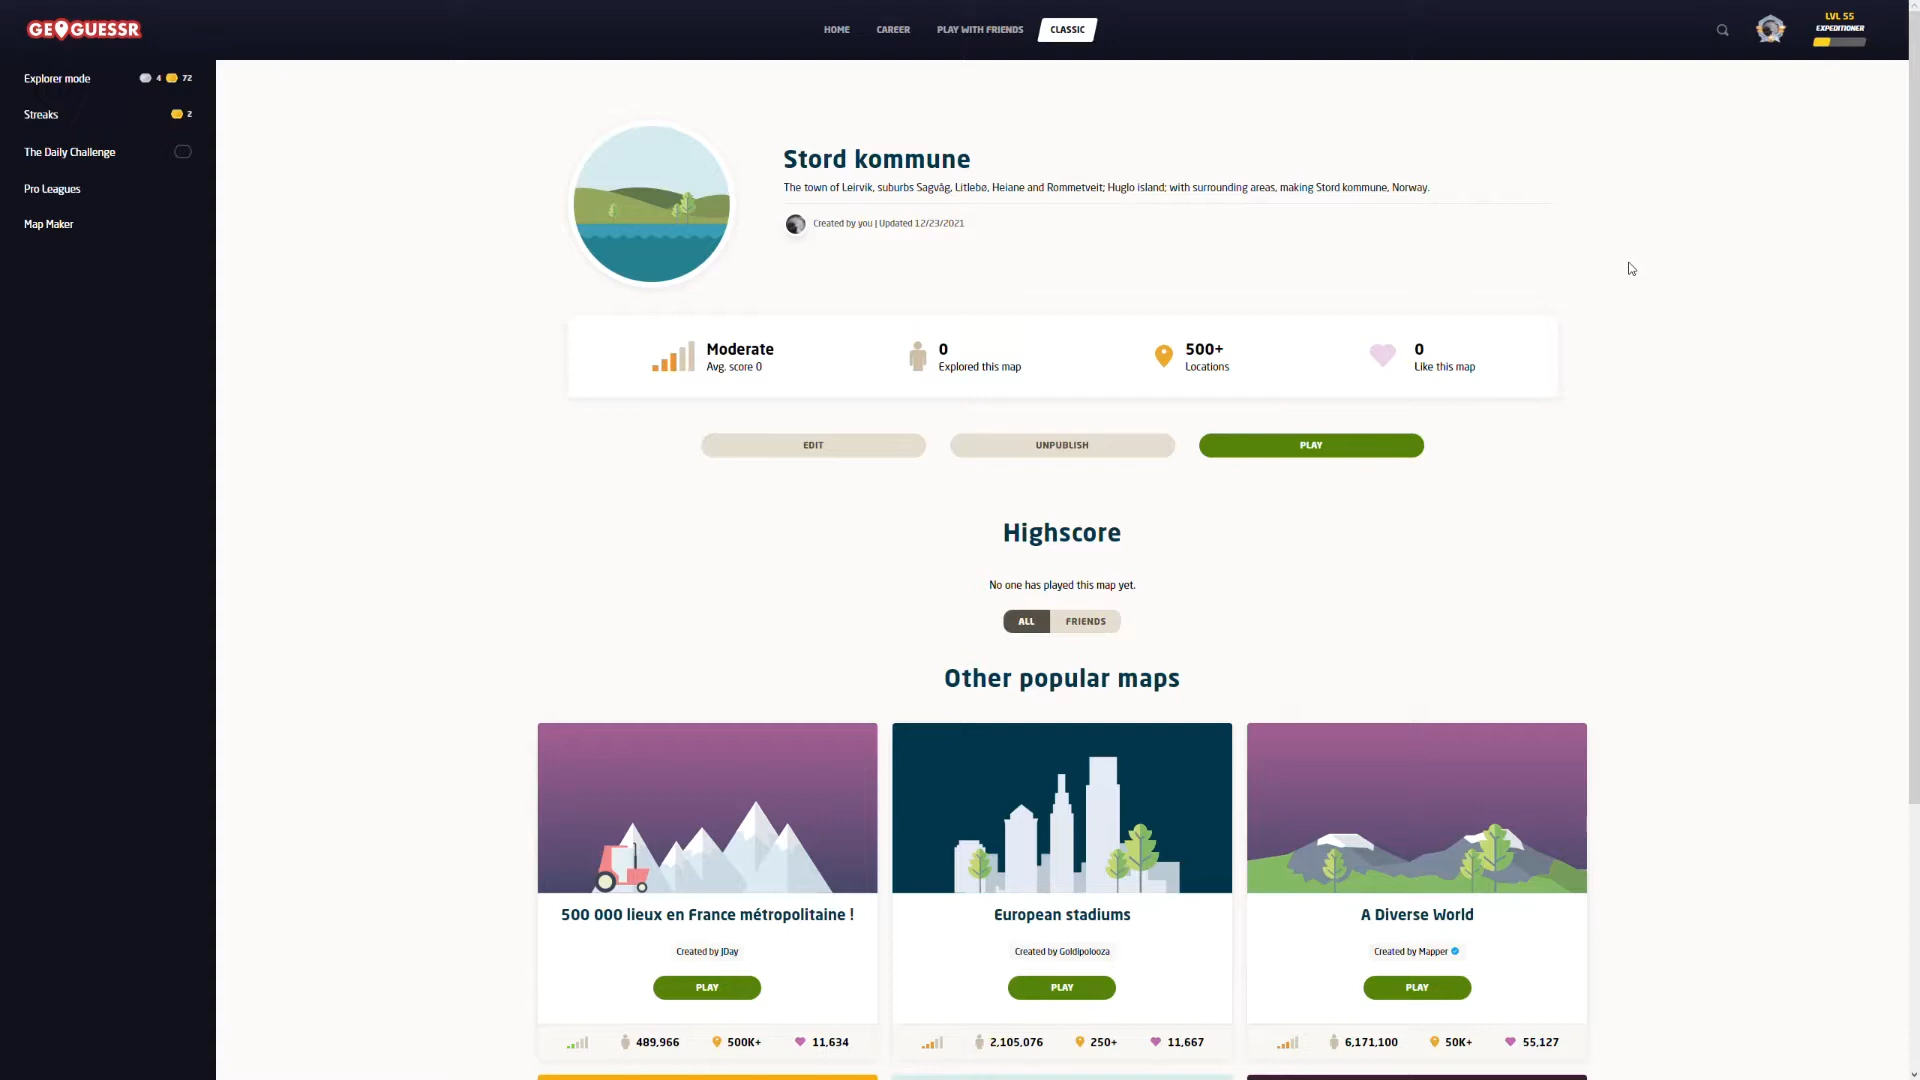 GEOGUESSR
HOME
CAREER
PLAY WITH FRIENDS
CLASSIC
LVL 55
EXPEDITIONER
Explorer mode
4
72
Streaks
2
The Daily Challenge
Pro Leagues
Map Maker
Stord kommune
The town of Leirvik, suburbs Sagvåg, Litlebø, Heiane and Rommetveit; Huglo island; with surrounding areas, making Stord kommune, Norway.
Created by you | Updated 12/23/2021
Moderate
Avg. score 0
0
Explored this map
500+
Locations
0
Like this map
EDIT
UNPUBLISH
PLAY
Highscore
No one has played this map yet.
ALL
FRIENDS
Other popular maps
500 000 lieux en France métropolitaine !
Created by JDay
PLAY
489,966
500K+
11,634
European stadiums
Created by Goldipolooza
PLAY
2,105,076
250+
11,667
A Diverse World
Created by Mapper
PLAY
6,171,100
50K+
55,127